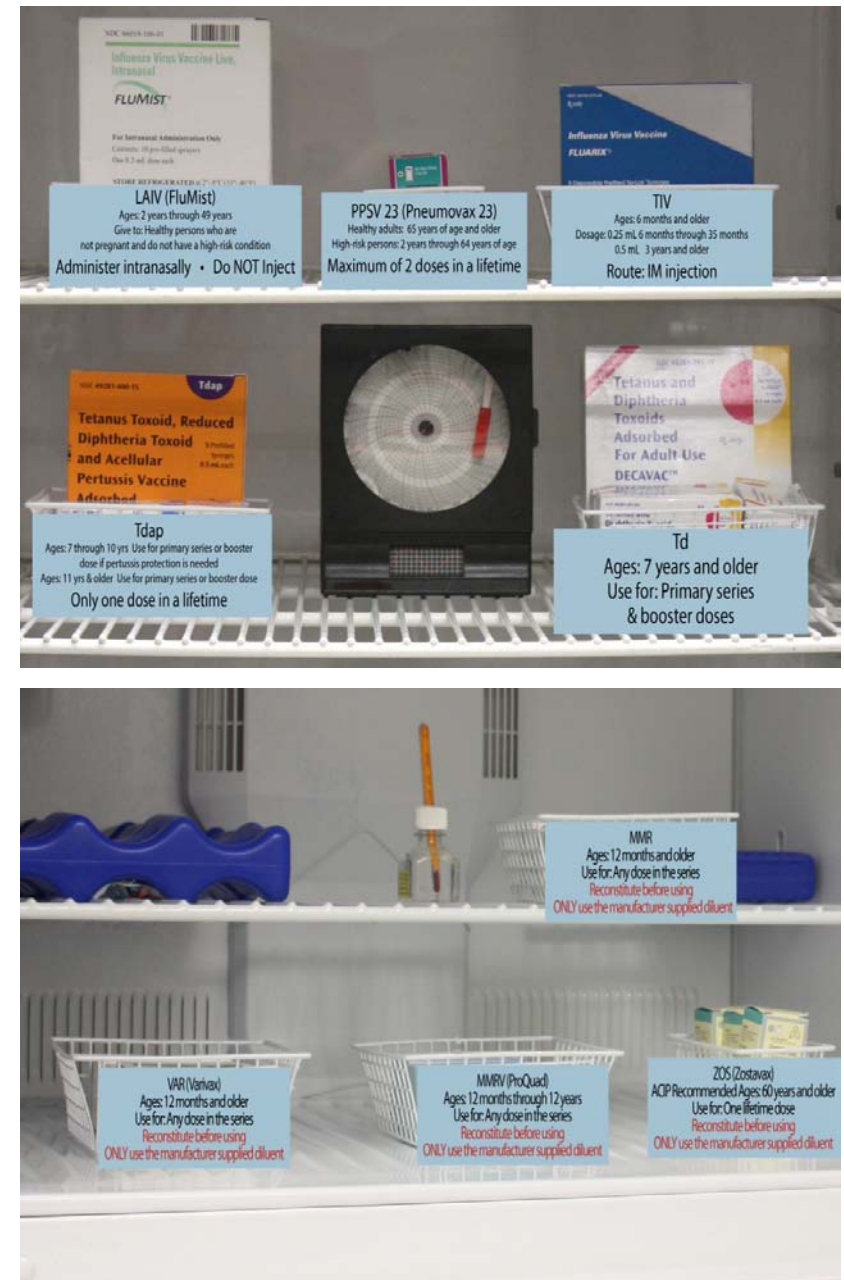 Influenza Virus Vaccine Live,
Intranasal
FLUMIST
For Intranasal Administration Only
STORE REFRIGERATED
LAIV (FluMist)
Ages: 2 years through 49 years
Give to: Healthy persons who are
not pregnant and do not have a high-risk condition
Administer intranasally • Do NOT Inject
PPSV 23 (Pneumovax 23)
Healthy adults: 65 years of age and older
High-risk persons: 2 years through 64 years of age
Maximum of 2 doses in a lifetime
Influenza Virus Vaccine
FLUARIX
TIV
Ages: 6 months and older
Dosage: 0.25 mL 6 months through 35 months
0.5 mL 3 years and older
Route: IM injection
Tdap
Tetanus Toxoid, Reduced
Diphtheria Toxoid
and Acellular
Pertussis Vaccine
Adsorbed
Tdap
Ages: 7 through 10 yrs Use for primary series or booster
dose if pertussis protection is needed
Ages: 11 yrs & older Use for primary series or booster dose
Only one dose in a lifetime
Tetanus and
Diphtheria
Toxoids
Adsorbed
For Adult Use
DECAVAC™
Td
Ages: 7 years and older
Use for: Primary series
& booster doses
MMR
Ages: 12 months and older
Use for: Any dose in the series
Reconstitute before using
ONLY use the manufacturer supplied diluent
VAR (Varivax)
Ages: 12 months and older
Use for: Any dose in the series
Reconstitute before using
ONLY use the manufacturer supplied diluent
MMRV (ProQuad)
Ages: 12 months through 12 years
Use for: Any dose in the series
Reconstitute before using
ONLY use the manufacturer supplied diluent
ZOS (Zostavax)
ACIP Recommended Ages: 60 years and older
Use for: One lifetime dose
Reconstitute before using
ONLY use the manufacturer supplied diluent